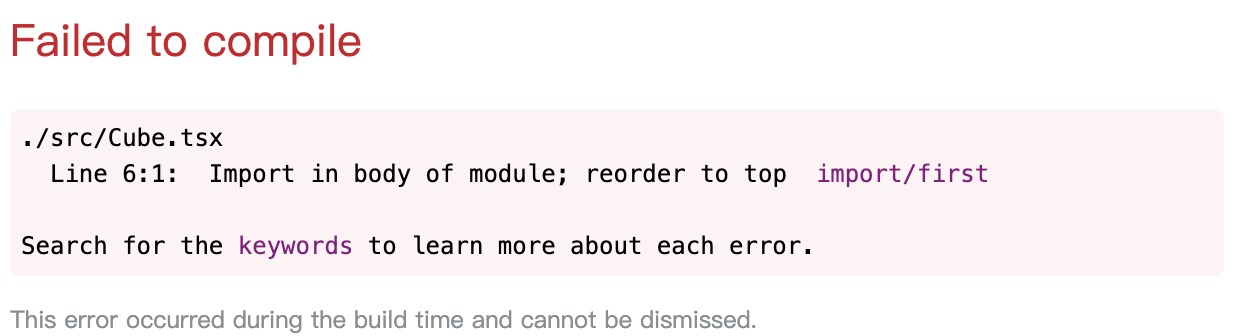 Failed to compile
./src/Cube.tsx
Line 6:1:  Import in body of module; reorder to top  import/first
Search for the keywords to learn more about each error.
This error occurred during the build time and cannot be dismissed.